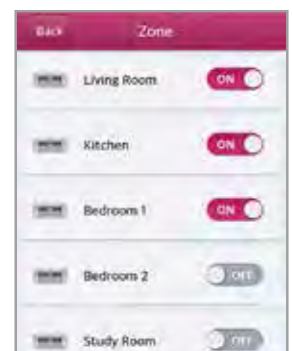 Back Zone
Living Room ON
Kitchen ON
Bedroom 1 ON
Bedroom 2 OFF
Study Room OFF